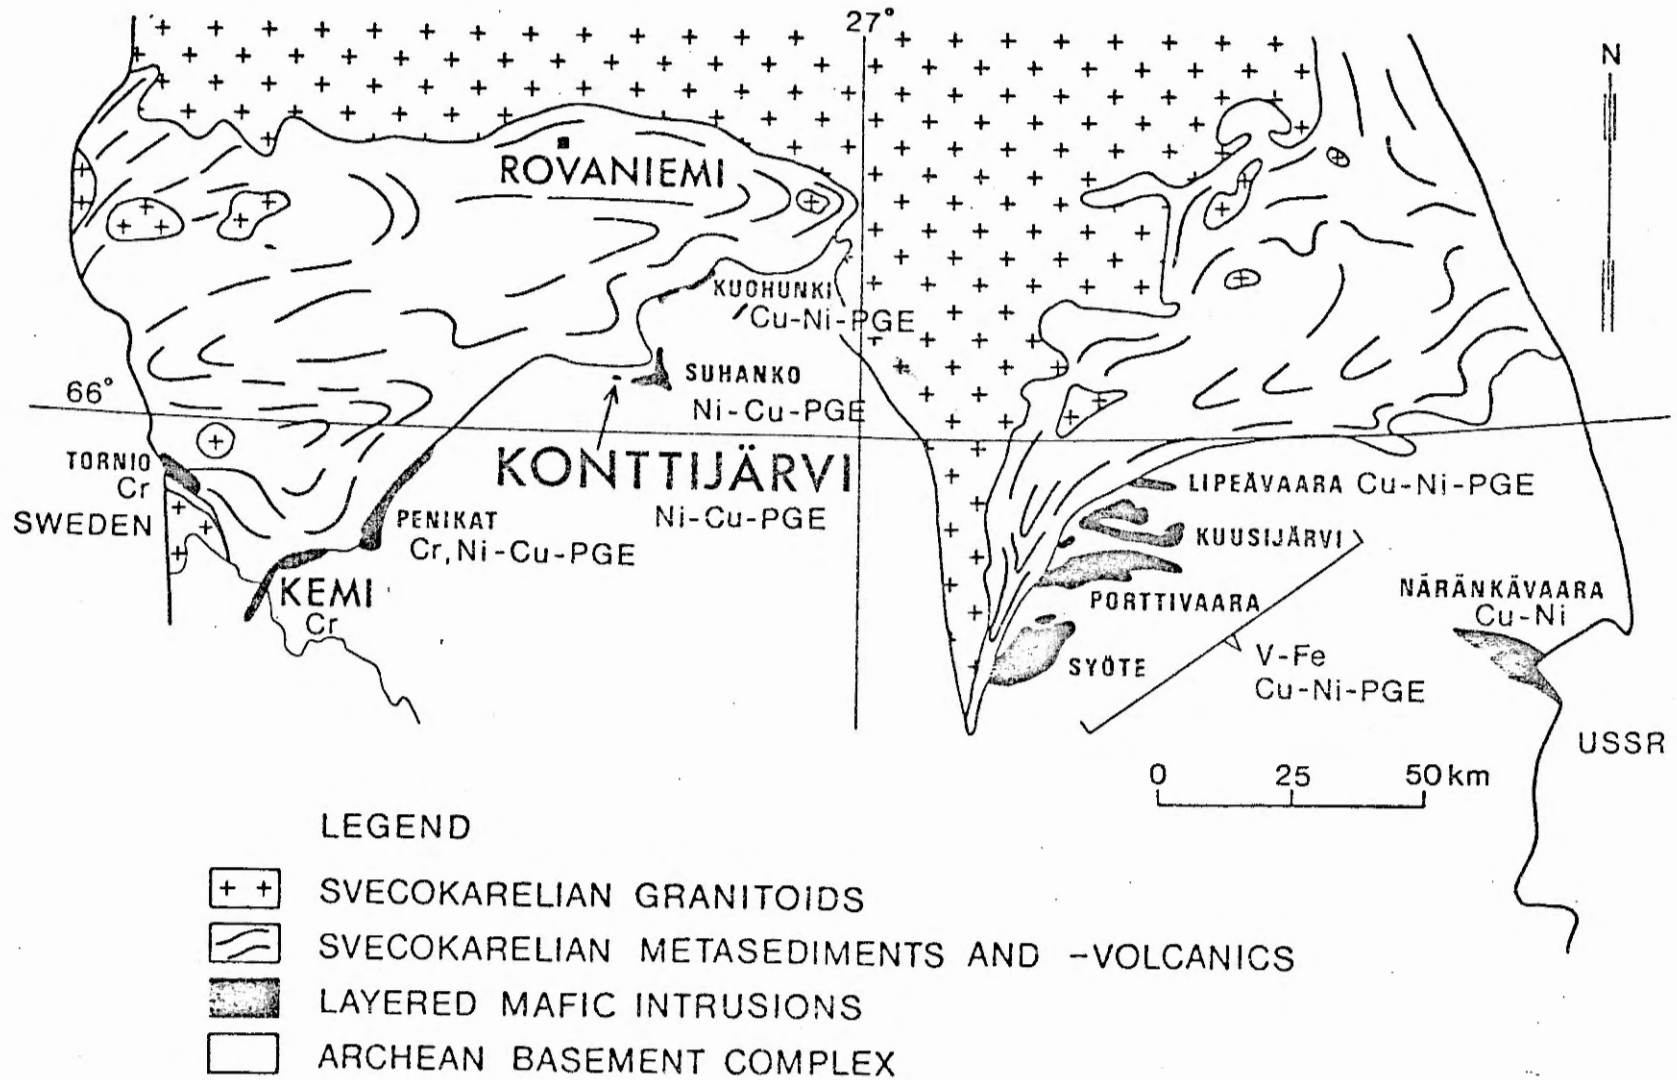 27°
N
ROVANIEMI
KUOHUNKI
Cu-Ni-PGE
66°
SUHANKO
Ni-Cu-PGE
TORNIO
Cr
SWEDEN
KONTTIJÄRVI
Ni-Cu-PGE
LIPEÄVAARA Cu-Ni-PGE
PENIKAT
Cr,Ni-Cu-PGE
KUUSIJÄRVI
KEMI
Cr
PORTTIVAARA
NÄRÄNKÄVAARA
Cu-Ni
SYÖTE
V-Fe
Cu-Ni-PGE
USSR
0 25 50km
LEGEND
SVECOKARELIAN GRANITOIDS
SVECOKARELIAN METASEDIMENTS AND -VOLCANICS
LAYERED MAFIC INTRUSIONS
ARCHEAN BASEMENT COMPLEX